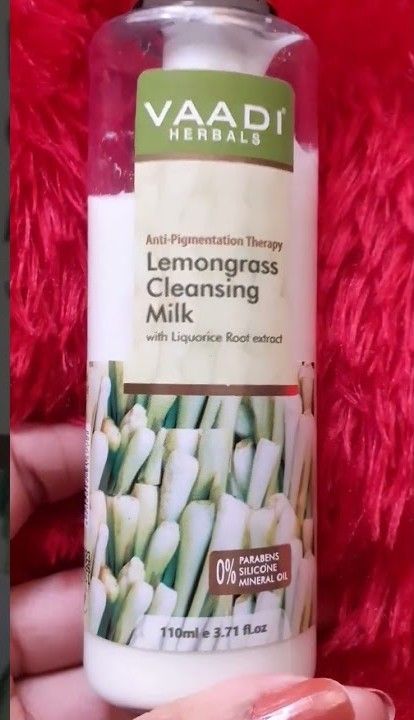 VAADI®
HERBALS
Anti-Pigmentation Therapy
Lemongrass
Cleansing
Milk
with Liquorice Root extract
0% PARABENS
SILICONE
MINERAL OIL
110ml e 3.71 fl.oz